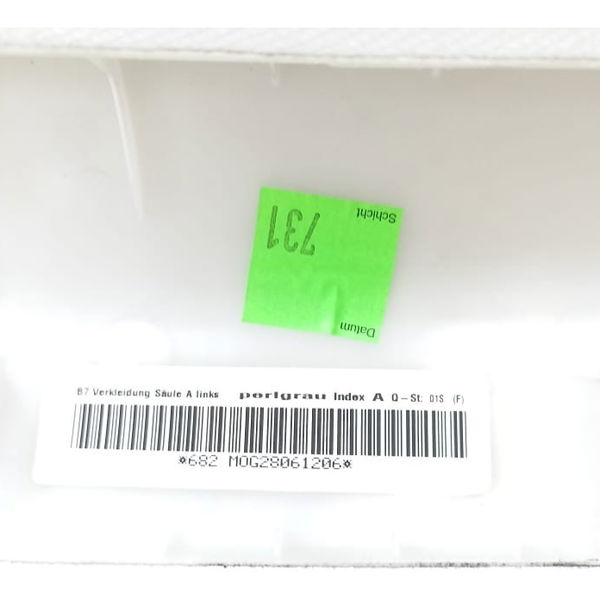 Schicht
731
Datum
B7 Verkleidung Säule A links perlgrau Index A Q-St: 01S (F)
*682 MOG28061206*